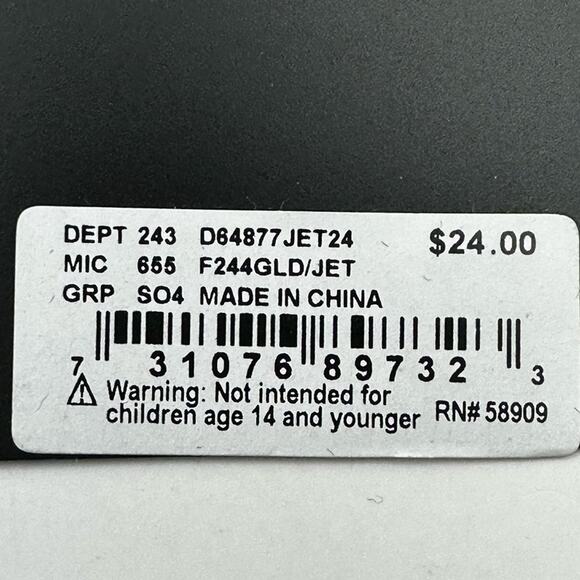 DEPT 243 D64877JET24 $24.00
MIC 655 F244GLD/JET
GRP SO4 MADE IN CHINA
7 31076 89732 3
⚠ Warning: Not intended for
children age 14 and younger RN# 58909